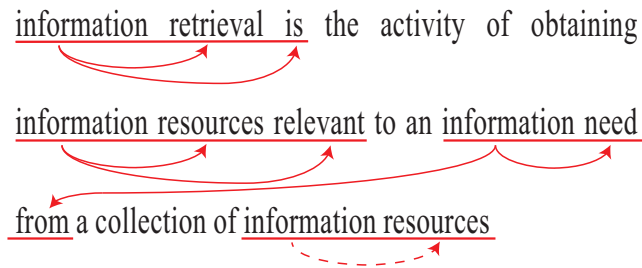 information retrieval is the activity of obtaining
information resources relevant to an information need
from a collection of information resources